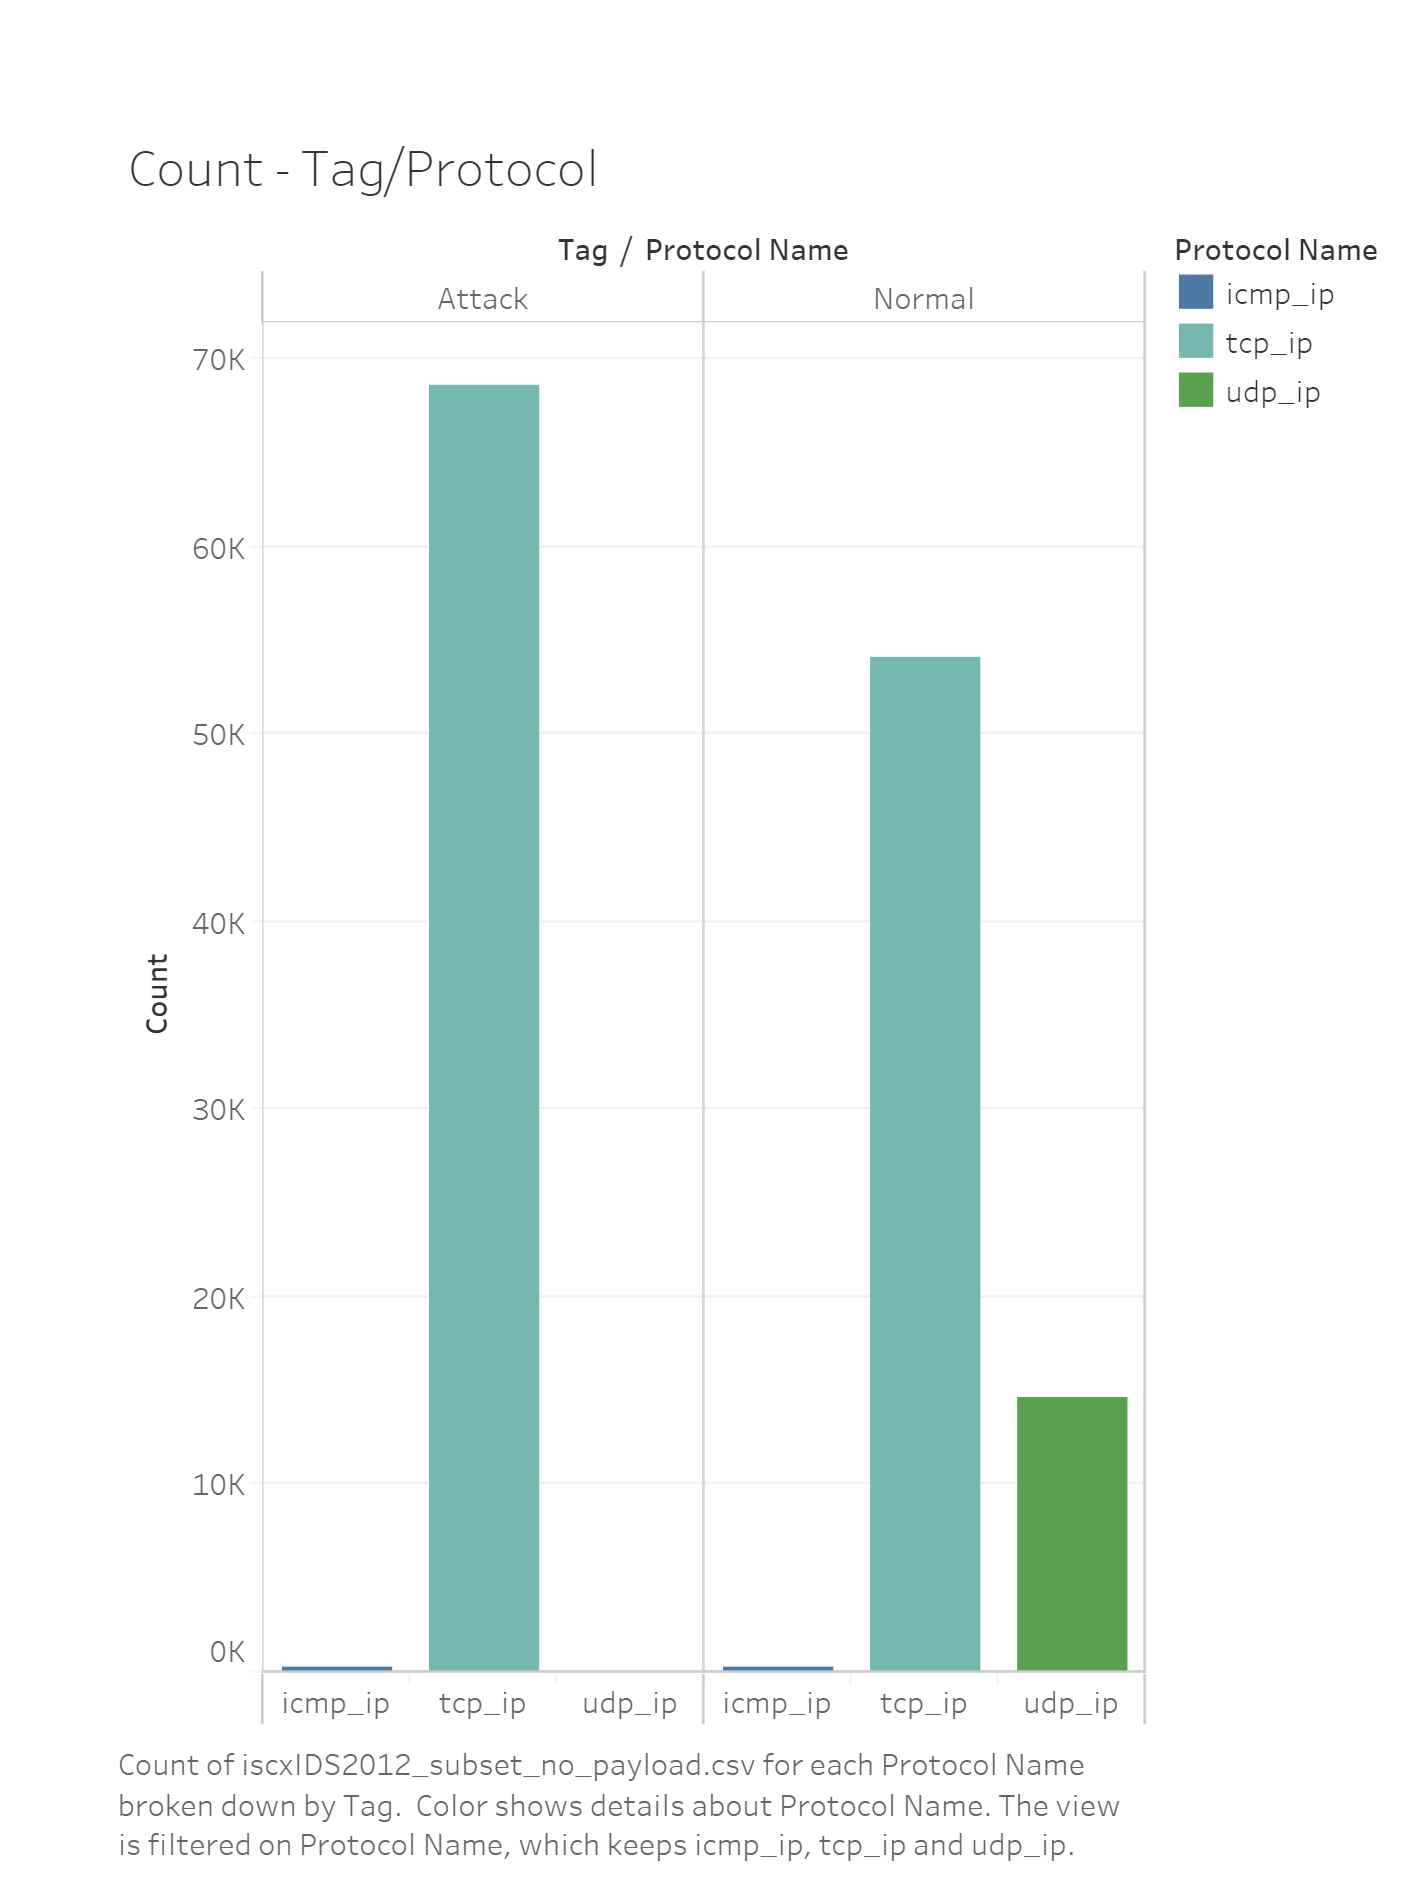 Count - Tag/Protocol
Tag / Protocol Name
Attack
Normal
Protocol Name
icmp_ip
tcp_ip
udp_ip
70K
60K
50K
40K
30K
20K
10K
0K
Count
icmp_ip
tcp_ip
udp_ip
icmp_ip
tcp_ip
udp_ip
Count of iscxIDS2012_subset_no_payload.csv for each Protocol Name
broken down by Tag.  Color shows details about Protocol Name. The view
is filtered on Protocol Name, which keeps icmp_ip, tcp_ip and udp_ip.